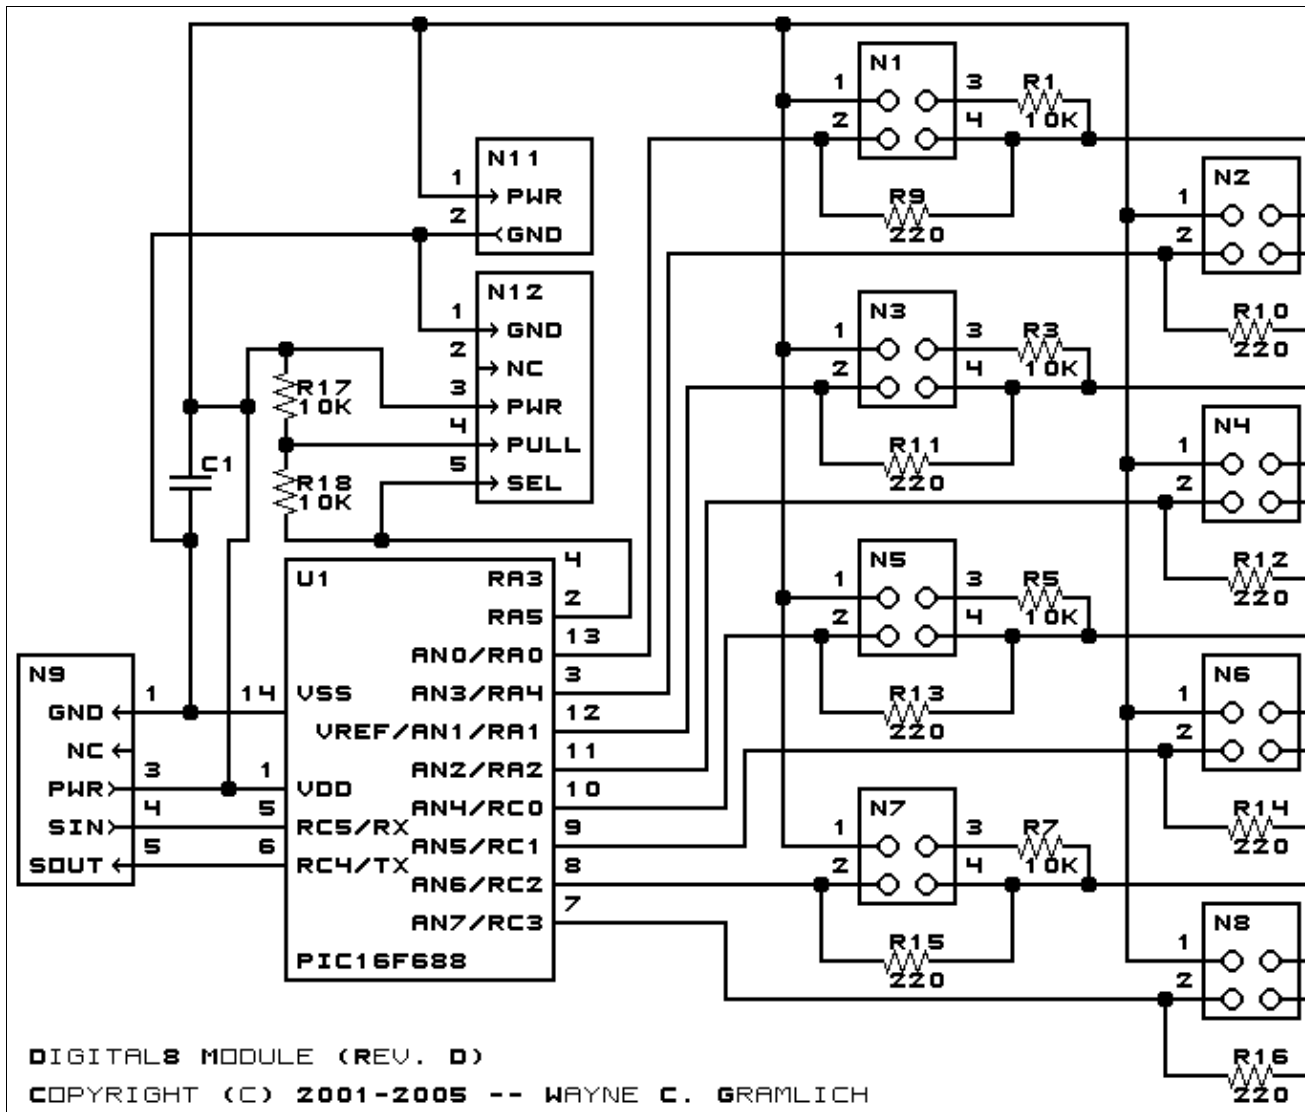 N1
1
3
R1
2
4
10K
R9
220
N11
1
PWR
2
GND
N2
1
2
R10
220
N12
1
GND
2
NC
3
PWR
4
PULL
5
SEL
R17
10K
C1
R18
10K
N3
1
3
R3
2
4
10K
R11
220
N4
1
2
R12
220
N5
1
3
R5
2
4
10K
R13
220
N6
1
2
R14
220
N7
1
3
R7
2
4
10K
R15
220
N8
1
2
R16
220
U1
RA3 4
RA5 2
AN0/RA0 13
AN3/RA4 3
VREF/AN1/RA1 12
AN2/RA2 11
AN4/RC0 10
AN5/RC1 9
AN6/RC2 8
AN7/RC3 7
14 VSS
1 VDD
5 RC5/RX
6 RC4/TX
PIC16F688
N9
GND 1
NC
PWR 3
SIN 4
SOUT 5
DIGITAL8 MODULE (REV. D)
COPYRIGHT (C) 2001-2005 -- WAYNE C. GRAMLICH